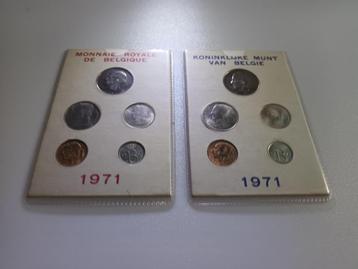 MONNAIE ROYALE
DE BELGIQUE
1971
KONINKLIJKE MUNT
VAN BELGIE
1971